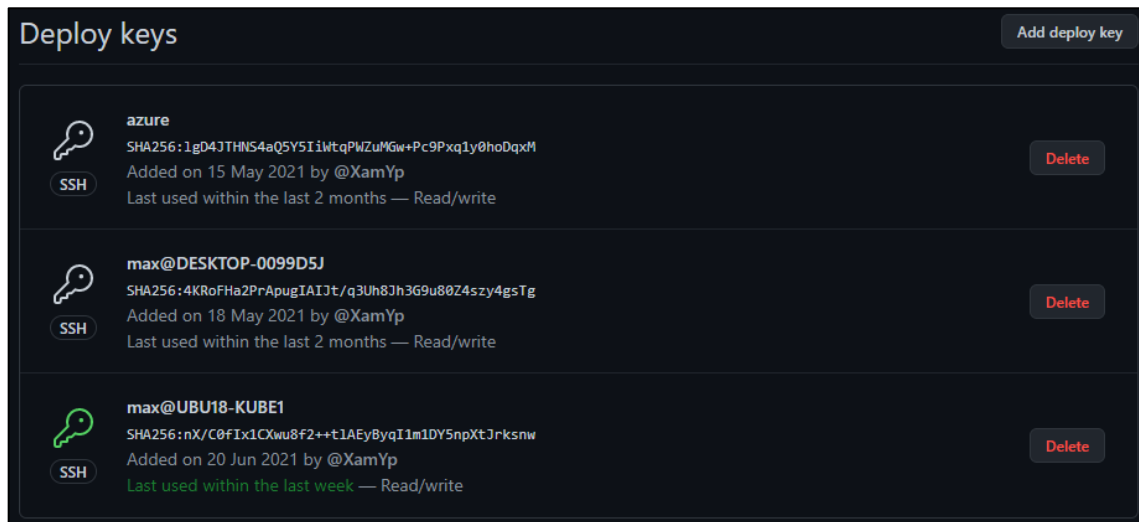 Deploy keys
Add deploy key
azure
SHA256:lgD4JTHNS4aQ5Y5IiWtqPWZuMGw+Pc9Pxq1y0hoDqxM
Added on 15 May 2021 by @XamYp
Last used within the last 2 months — Read/write
SSH
Delete
max@DESKTOP-0099D5J
SHA256:4KRoFHa2PrApugIAIJt/q3Uh8Jh3G9u80Z4szy4gsTg
Added on 18 May 2021 by @XamYp
Last used within the last 2 months — Read/write
SSH
Delete
max@UBU18-KUBE1
SHA256:nX/C0fIx1CXwu8f2++tlAEyByqI1m1DY5npXtJrksnw
Added on 20 Jun 2021 by @XamYp
Last used within the last week — Read/write
SSH
Delete